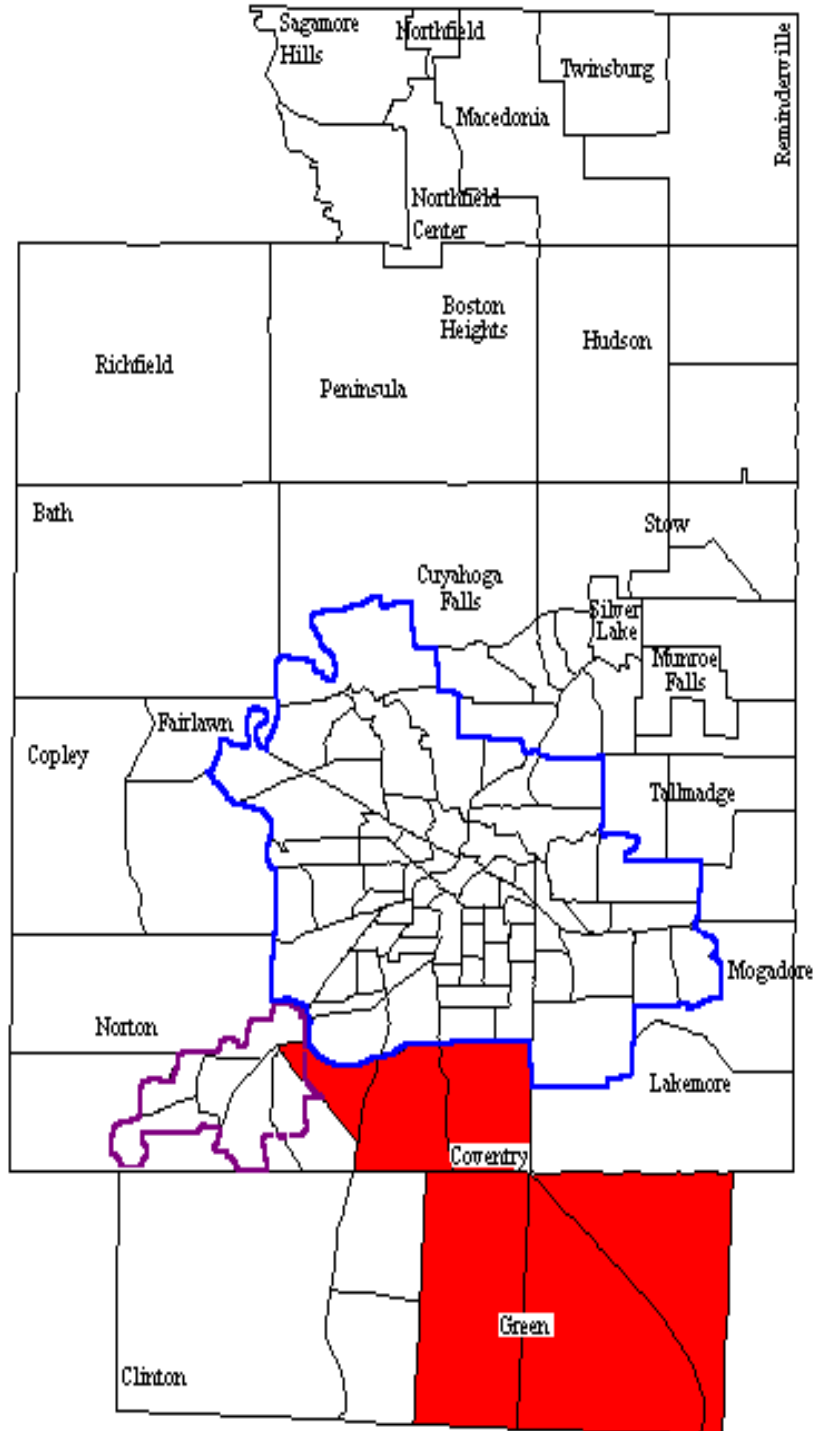 Sagamore
Hills
Northfield
Twinsburg
Reminderville
Macedonia
Northfield
Center
Boston
Heights
Hudson
Richfield
Peninsula
Bath
Stow
Cuyahoga
Falls
Silver
Lake
Munroe
Falls
Fairlawn
Copley
Tallmadge
Mogadore
Norton
Lakemore
Coventry
Green
Clinton